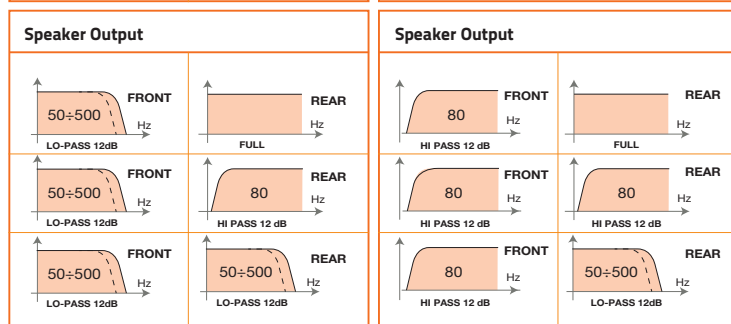 Speaker Output
50÷500
FRONT
Hz
LO-PASS 12dB
REAR
Hz
FULL
50÷500
FRONT
Hz
LO-PASS 12dB
80
REAR
Hz
HI PASS 12 dB
50÷500
FRONT
Hz
LO-PASS 12dB
50÷500
REAR
Hz
LO-PASS 12dB
Speaker Output
80
FRONT
Hz
HI PASS 12 dB
REAR
Hz
FULL
80
FRONT
Hz
HI PASS 12 dB
80
REAR
Hz
HI PASS 12 dB
80
FRONT
Hz
HI PASS 12 dB
50÷500
REAR
Hz
LO-PASS 12dB